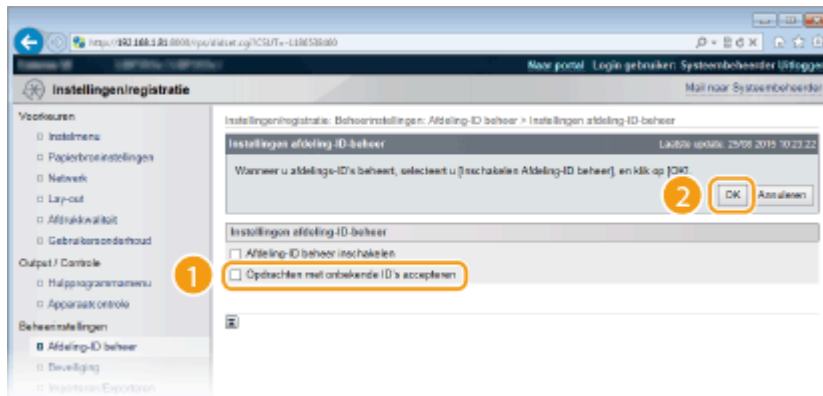 Naar portal Login gebruiker: Systeembeheerder Uitloggen
Instellingen/registratie
Mail naar Systeembeheerder
Voorkeuren
Instelmenu
Papierbroninstellingen
Netwerk
Lay-out
Afdrukkwaliteit
Gebruikersonderhoud
Output / Controle
Hulpprogrammamenu
Apparaatcontrole
Beheerinstellingen
Afdeling-ID beheer
Beveiliging
Importeren/Exporteren
Instellingen/registratie: Beheerinstellingen: Afdeling-ID beheer > Instellingen afdeling-ID-beheer
Instellingen afdeling-ID-beheer
Laatste update: 25/08 2015 10:23:22
Wanneer u afdelings-ID's beheert, selecteert u [Inschakelen Afdeling-ID beheer], en klik op [OK].
2
OK
Annuleren
Instellingen afdeling-ID-beheer
Afdeling-ID beheer inschakelen
1
Opdrachten met onbekende ID's accepteren